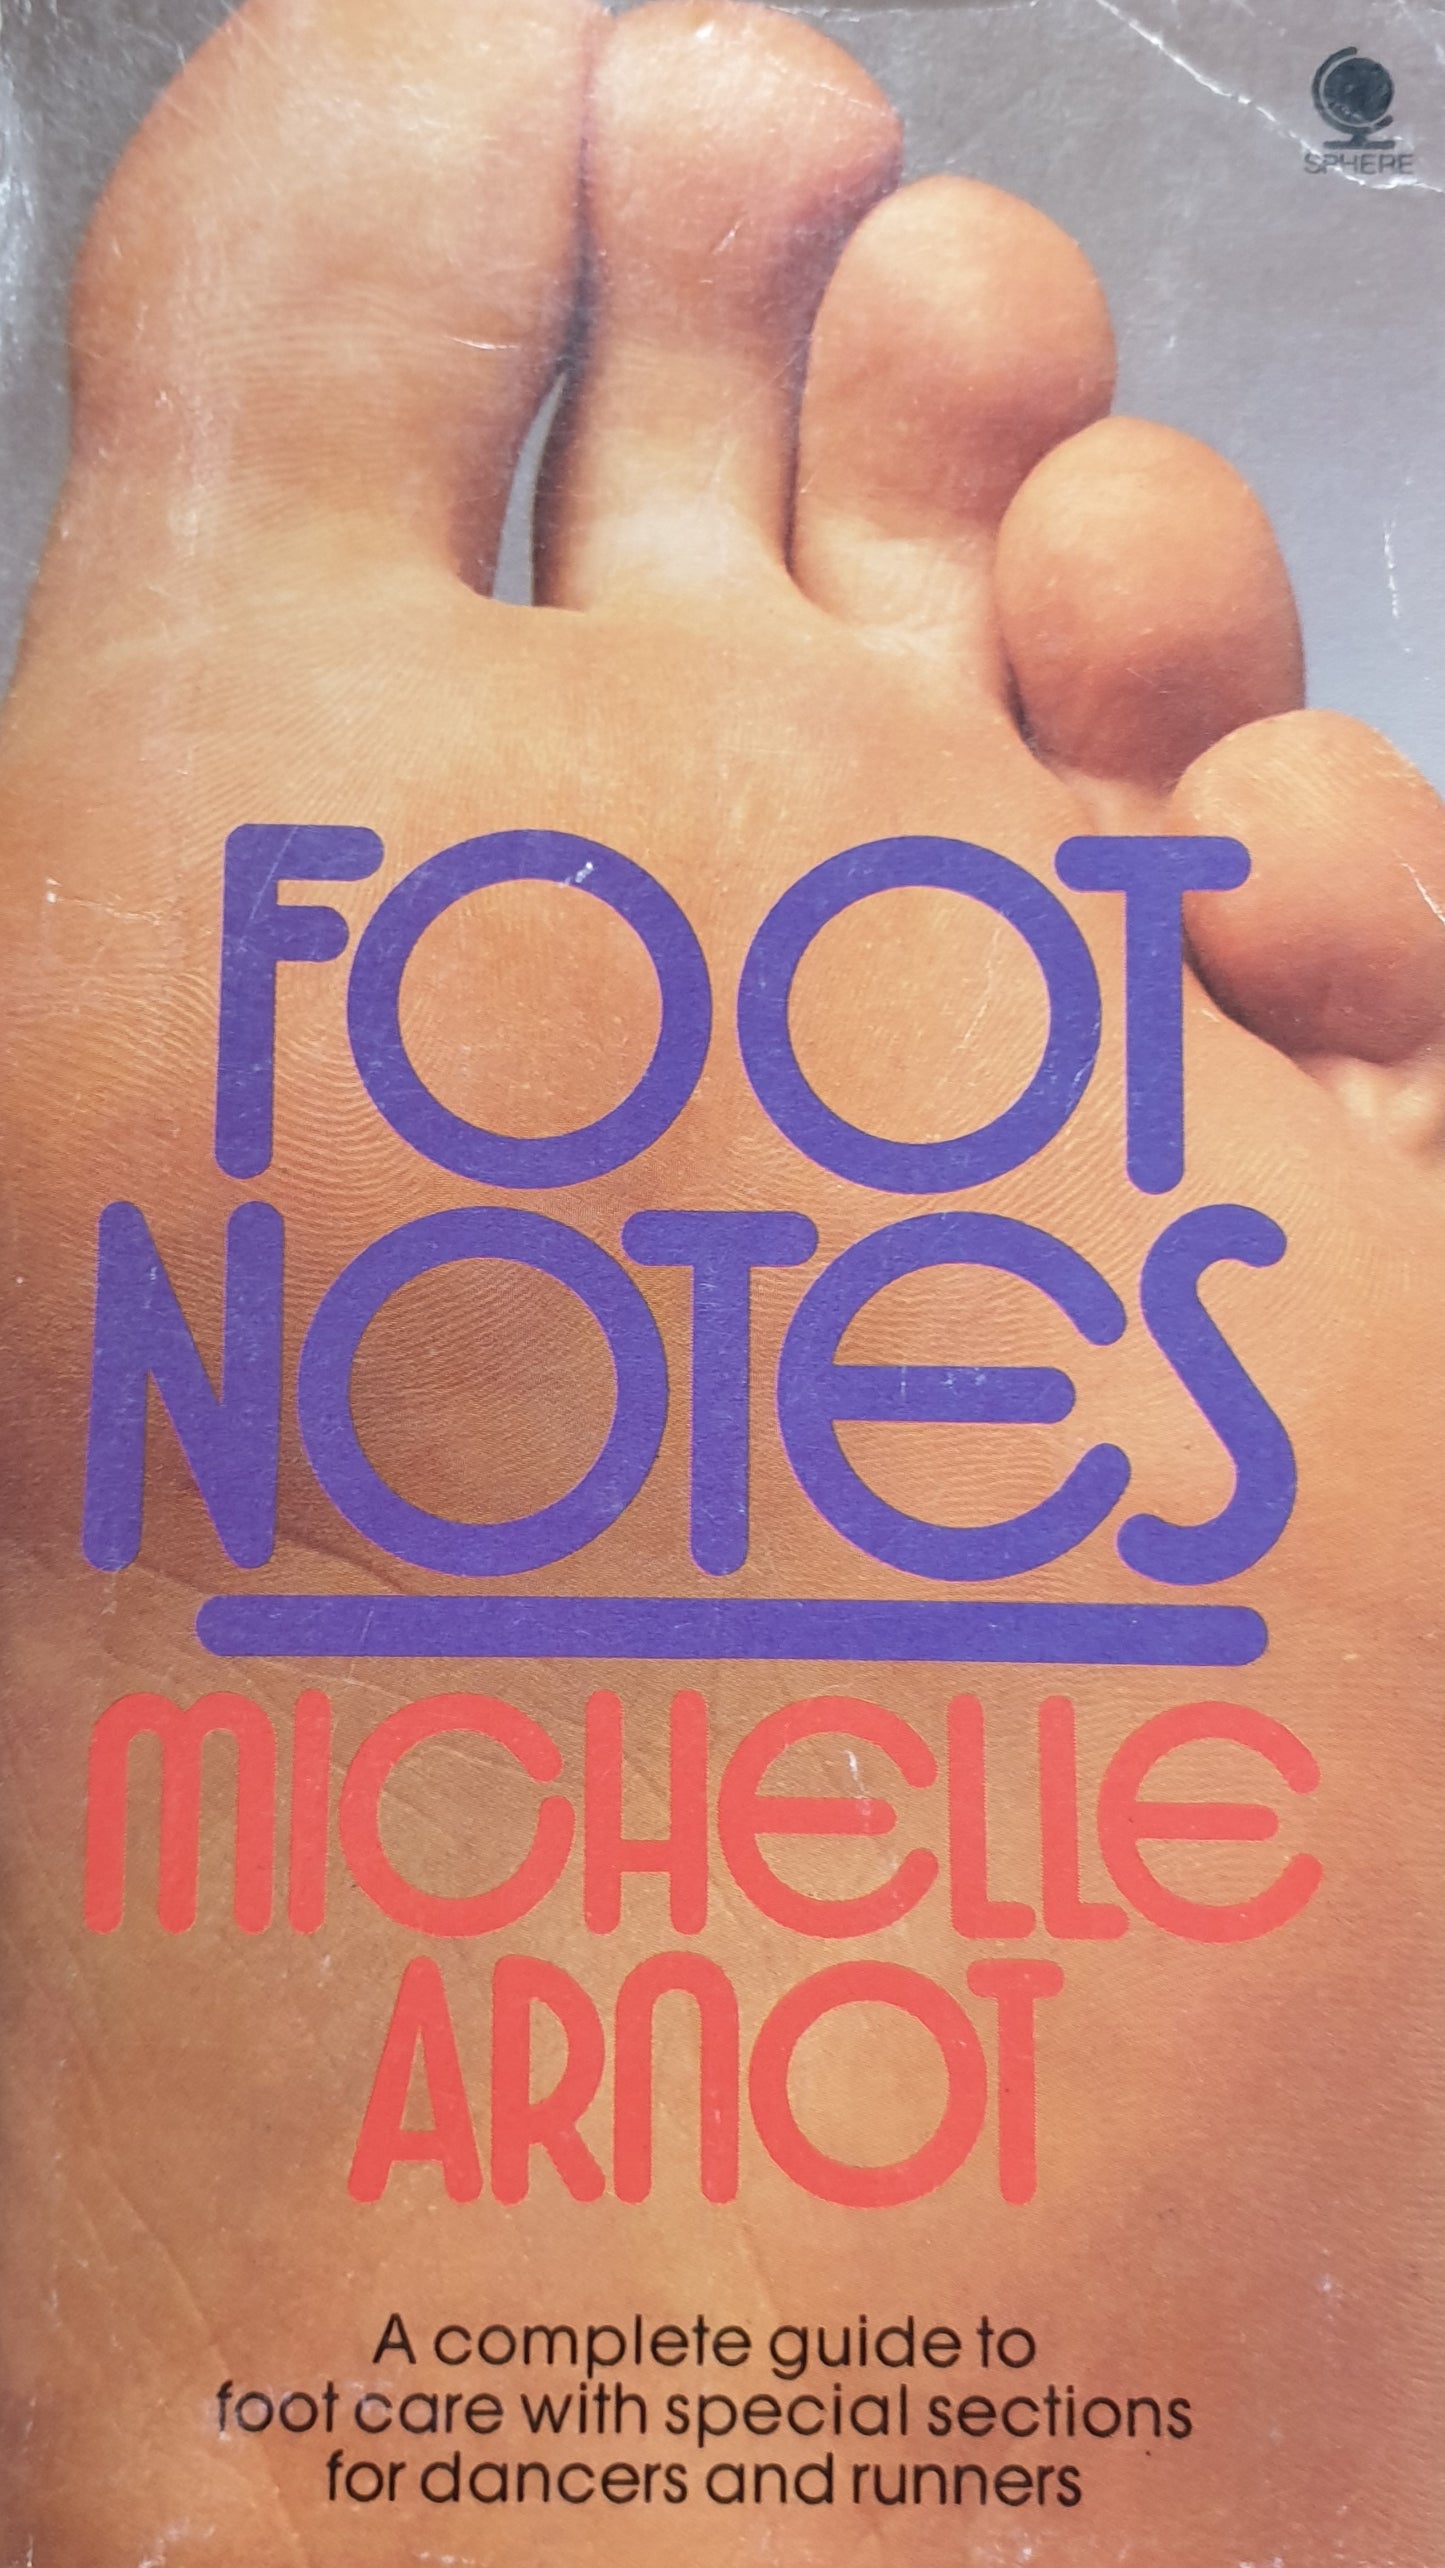 SPHERE
FOOT
NOTES
MICHELLE
ARNOT
A complete guide to
foot care with special sections
for dancers and runners